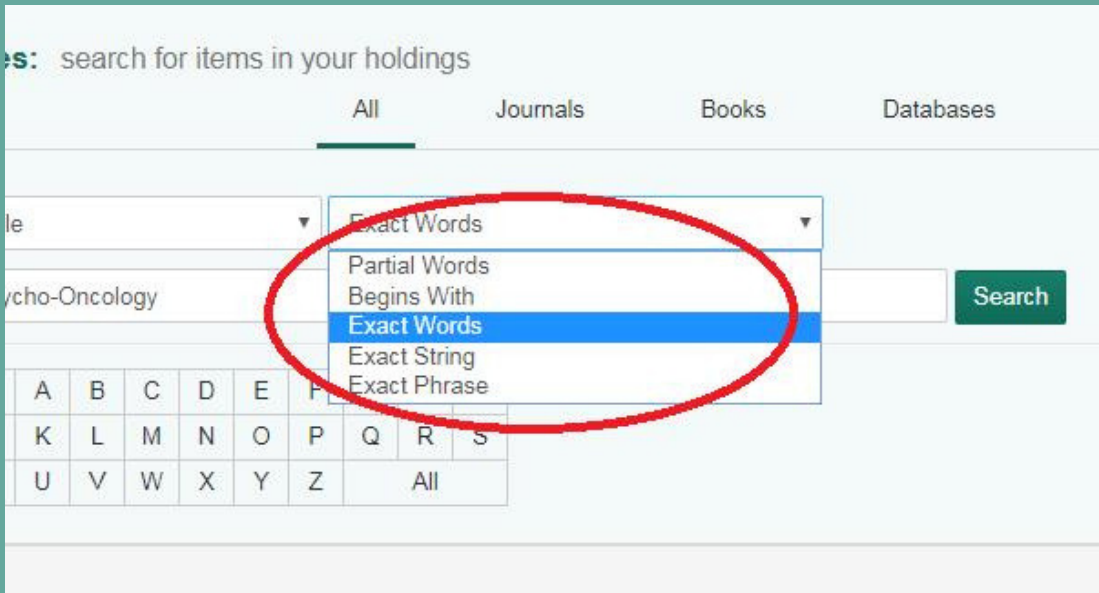 es: search for items in your holdings
All Journals Books Databases
le Exact Words
Partial Words
Begins With
ycho-Oncology Search
Exact Words
Exact String
Exact Phrase
A B C D E F
K L M N O P Q R S
U V W X Y Z All